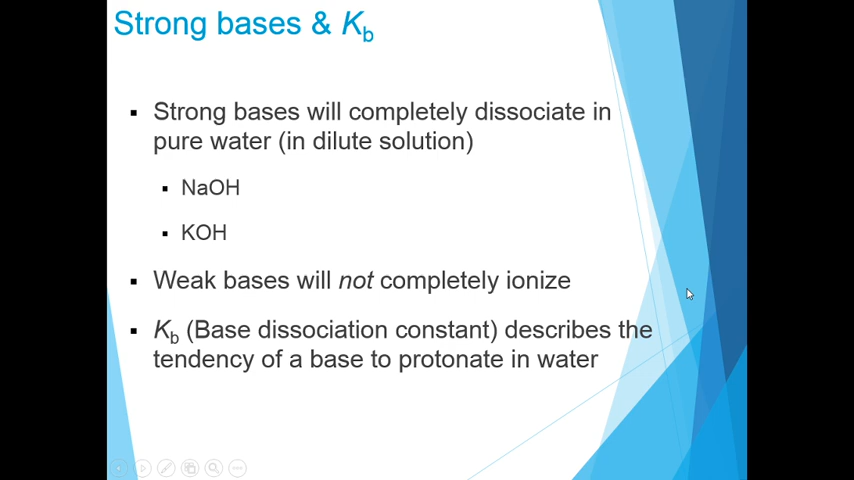 Strong bases & Kb
▪ Strong bases will completely dissociate in
pure water (in dilute solution)
▪ NaOH
▪ KOH
▪ Weak bases will not completely ionize
▪ Kb (Base dissociation constant) describes the
tendency of a base to protonate in water